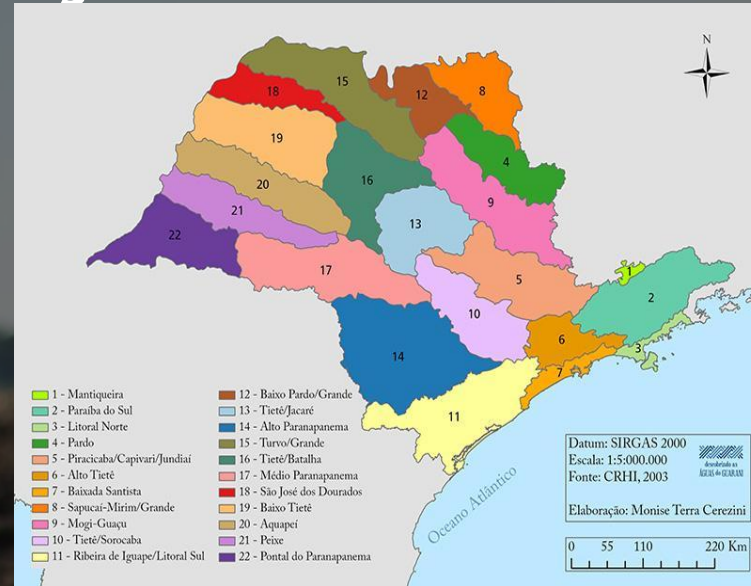 N
15
12
8
18
4
19
16
20
9
13
21
22
17
5
1
2
10
6
3
14
7
11
1 - Mantiqueira
2 - Paraíba do Sul
3 - Litoral Norte
4 - Pardo
5 - Piracicaba/Capivari/Jundiaí
6 - Alto Tietê
7 - Baixada Santista
8 - Sapucaí-Mirim/Grande
9 - Mogi-Guaçu
10 - Tietê/Sorocaba
11 - Ribeira de Iguape/Litoral Sul
12 - Baixo Pardo/Grande
13 - Tietê/Jacaré
14 - Alto Paranapanema
15 - Turvo/Grande
16 - Tietê/Batalha
17 - Médio Paranapanema
18 - São José dos Dourados
19 - Baixo Tietê
20 - Aquapeí
21 - Peixe
22 - Pontal do Paranapanema
Oceano Atlântico
Datum: SIRGAS 2000
Escala: 1:5:000.000
Fonte: CRHI, 2003
descobrindo as
ÁGUAS do GUARANI
Elaboração: Monise Terra Cerezini
0 55 110 220 Km